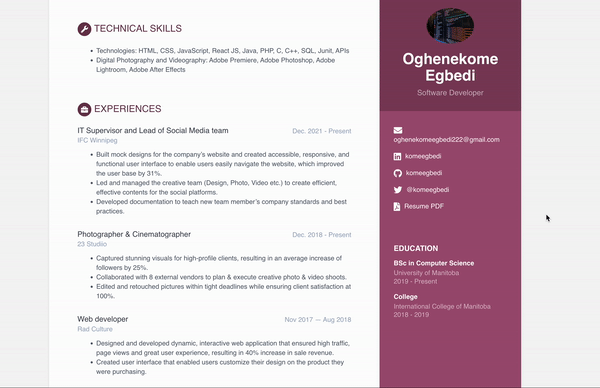 TECHNICAL SKILLS
Technologies: HTML, CSS, JavaScript, React JS, Java, PHP, C, C++, SQL, Junit, APIs
Digital Photography and Videography: Adobe Premiere, Adobe Photoshop, Adobe
Lightroom, Adobe After Effects
EXPERIENCES
IT Supervisor and Lead of Social Media team
Dec. 2021 - Present
IFC Winnipeg
Built mock designs for the company's website and created accessible, responsive, and
functional user interface to enable users easily navigate the website, which improved
the user base by 31%.
Led and managed the creative team (Design, Photo, Video etc.) to create efficient,
effective contents for the social platforms.
Developed documentation to teach new team member's company standards and best
practices.
Photographer & Cinematographer
Dec. 2018 - Present
23 Studiio
Captured stunning visuals for high-profile clients, resulting in an average increase of
followers by 25%.
Collaborated with 8 external vendors to plan & execute creative photo & video shoots.
Edited and retouched pictures within tight deadlines while ensuring client satisfaction at
100%.
Web developer
Nov 2017 — Aug 2018
Rad Culture
Designed and developed dynamic, interactive web application that ensured high traffic,
page views and great user experience, resulting in 40% increase in sale revenue.
Created user interface that enabled users customize their design on the product they
were purchasing.
Oghenekome
Egbedi
Software Developer
oghenekomeegbedi222@gmail.com
komeegbedi
komeegbedi
@komeegbedi
Resume PDF
EDUCATION
BSc in Computer Science
University of Manitoba
2019 - Present
College
International College of Manitoba
2018 - 2019